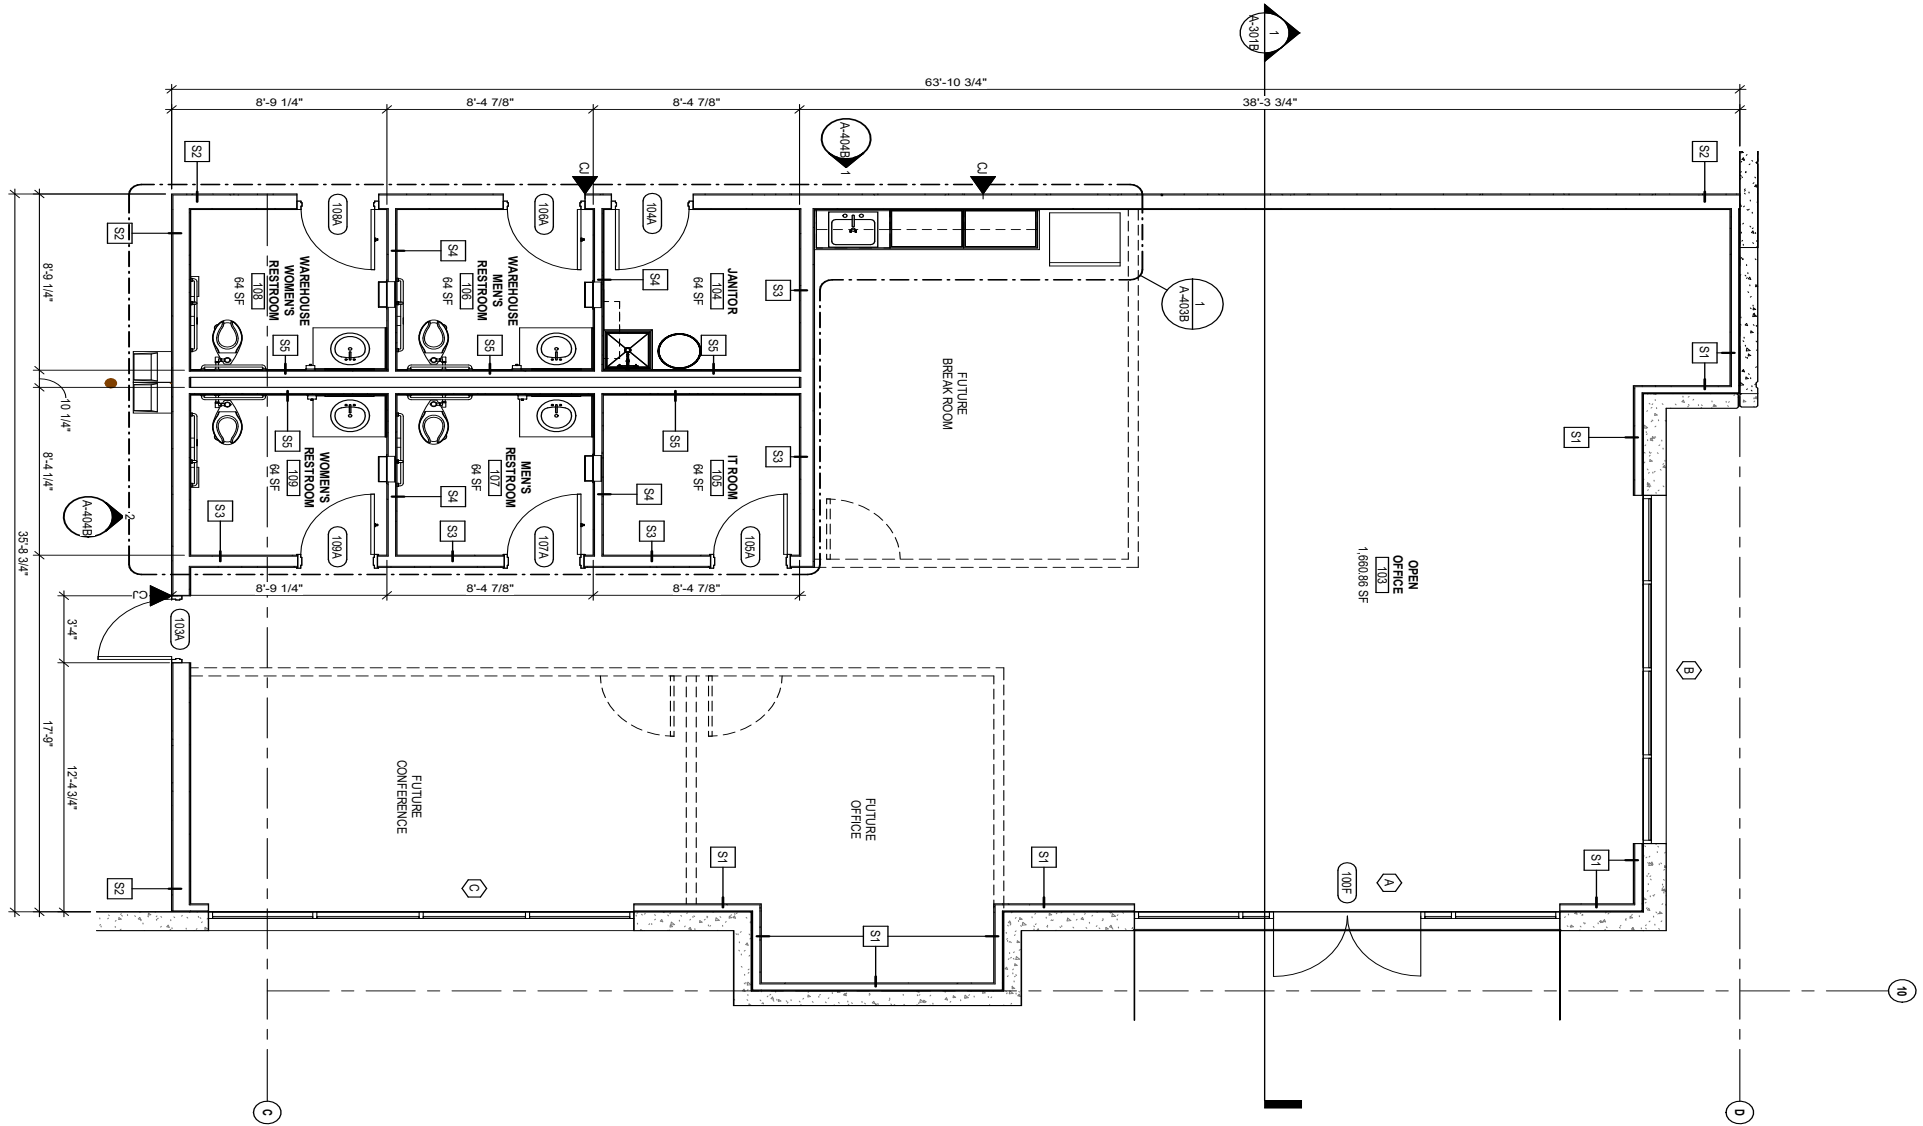 1
A-301B
63'-10 3/4"
8'-9 1/4"
8'-4 7/8"
8'-4 7/8"
38'-3 3/4"
A-404B
1
S2
CJ
CJ
S2
S2
108A
106A
104A
S4
S4
S3
WAREHOUSE
WOMEN'S
RESTROOM
108
64 SF
WAREHOUSE
MEN'S
RESTROOM
106
64 SF
JANITOR
104
64 SF
1
A-403B
8'-9 1/4"
S5
S5
S5
S1
FUTURE
BREAK ROOM
10 1/4"
S5
S5
S1
8'-4 1/4"
WOMEN'S
RESTROOM
109
64 SF
MEN'S
RESTROOM
107
64 SF
IT ROOM
105
64 SF
S3
S4
S4
A-404B
2
S3
S3
S3
109A
107A
105A
35'-8 3/4"
OPEN
OFFICE
103
1,660.86 SF
8'-9 1/4"
8'-4 7/8"
8'-4 7/8"
CJ
103A
3'-4"
B
17'-9"
12'-4 3/4"
FUTURE
CONFERENCE
FUTURE
OFFICE
S2
C
S1
S1
100F
A
S1
S1
10
C
D